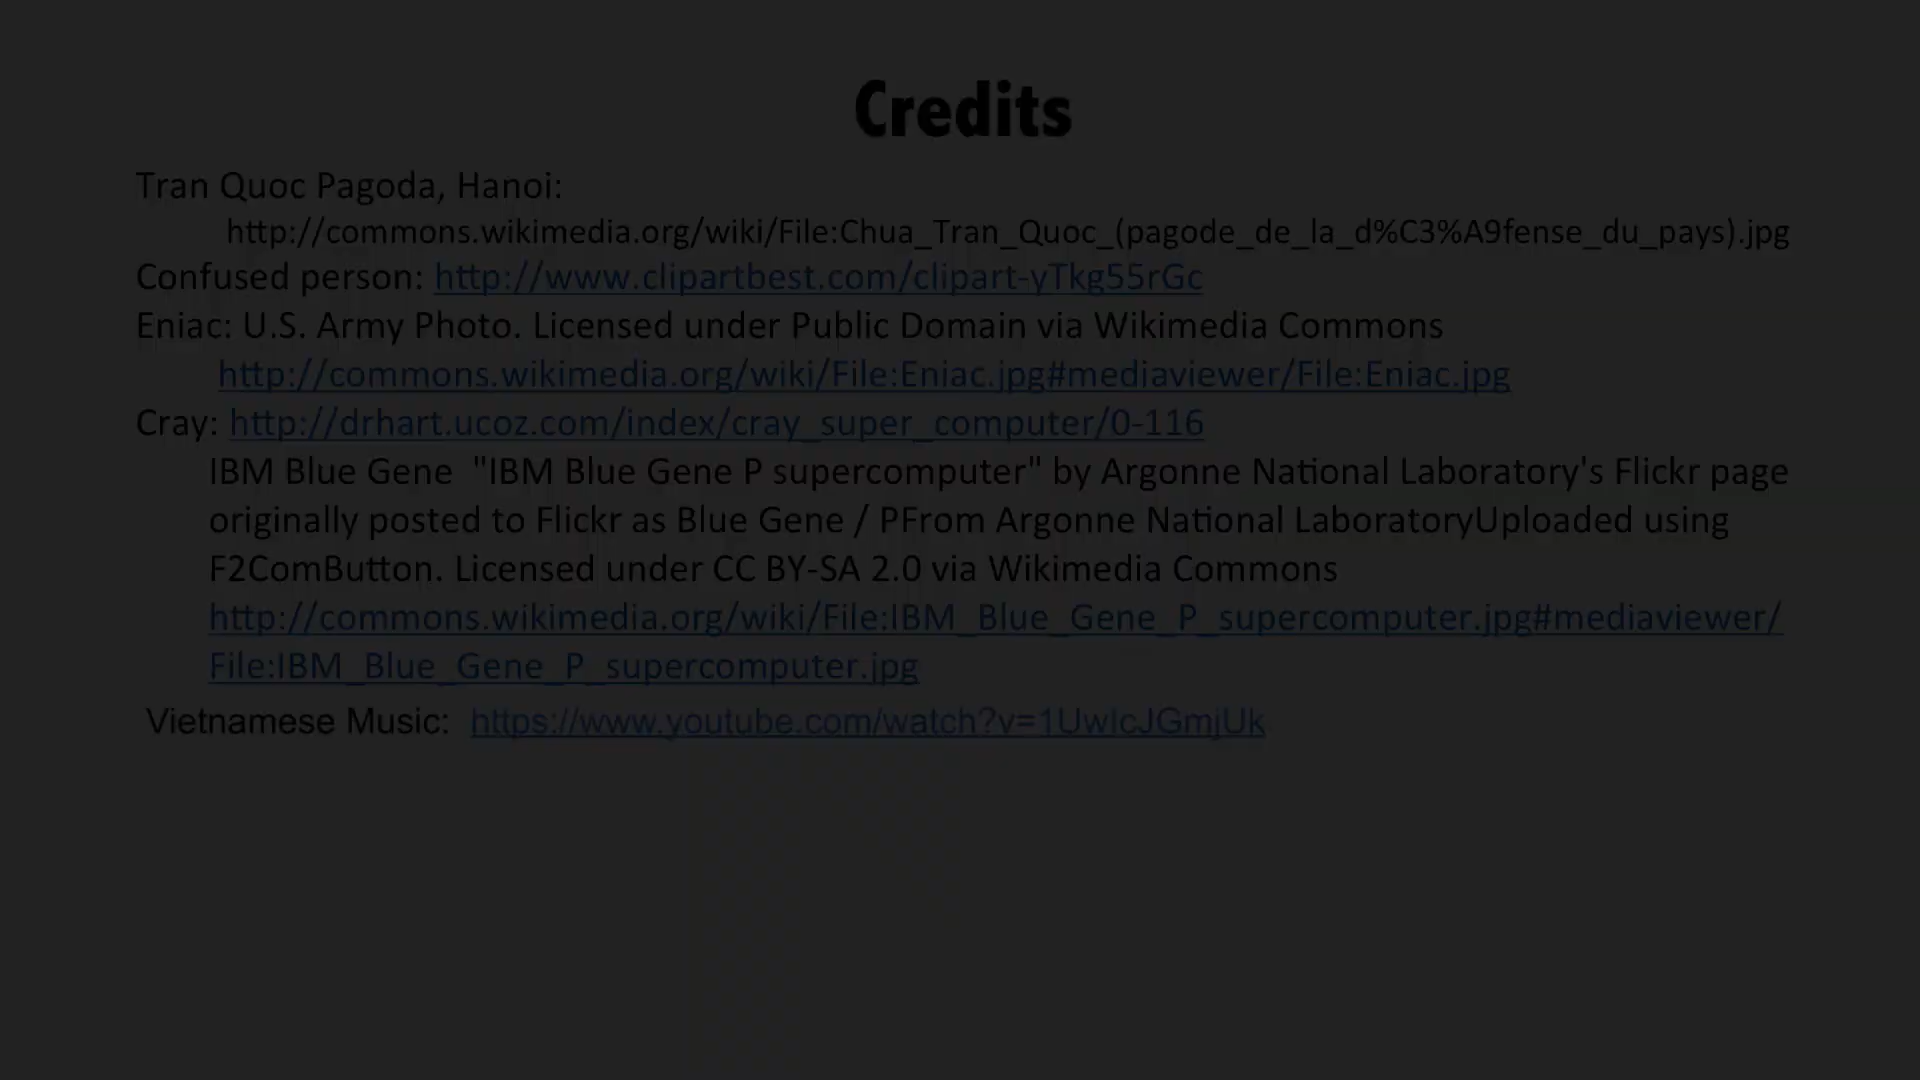 Credits
Tran Quoc Pagoda, Hanoi:
http://commons.wikimedia.org/wiki/File:Chua_Tran_Quoc_(pagode_de_la_d%C3%A9fense_du_pays).jpg
Confused person: http://www.clipartbest.com/clipart-yTkg55rGc
Eniac: U.S. Army Photo. Licensed under Public Domain via Wikimedia Commons
http://commons.wikimedia.org/wiki/File:Eniac.jpg#mediaviewer/File:Eniac.jpg
Cray: http://drhart.ucoz.com/index/cray_super_computer/0-116
IBM Blue Gene  "IBM Blue Gene P supercomputer" by Argonne National Laboratory's Flickr page
originally posted to Flickr as Blue Gene / PFrom Argonne National LaboratoryUploaded using
F2ComButton. Licensed under CC BY-SA 2.0 via Wikimedia Commons
http://commons.wikimedia.org/wiki/File:IBM_Blue_Gene_P_supercomputer.jpg#mediaviewer/
File:IBM_Blue_Gene_P_supercomputer.jpg
Vietnamese Music:  https://www.youtube.com/watch?v=1UwIcJGmjUk